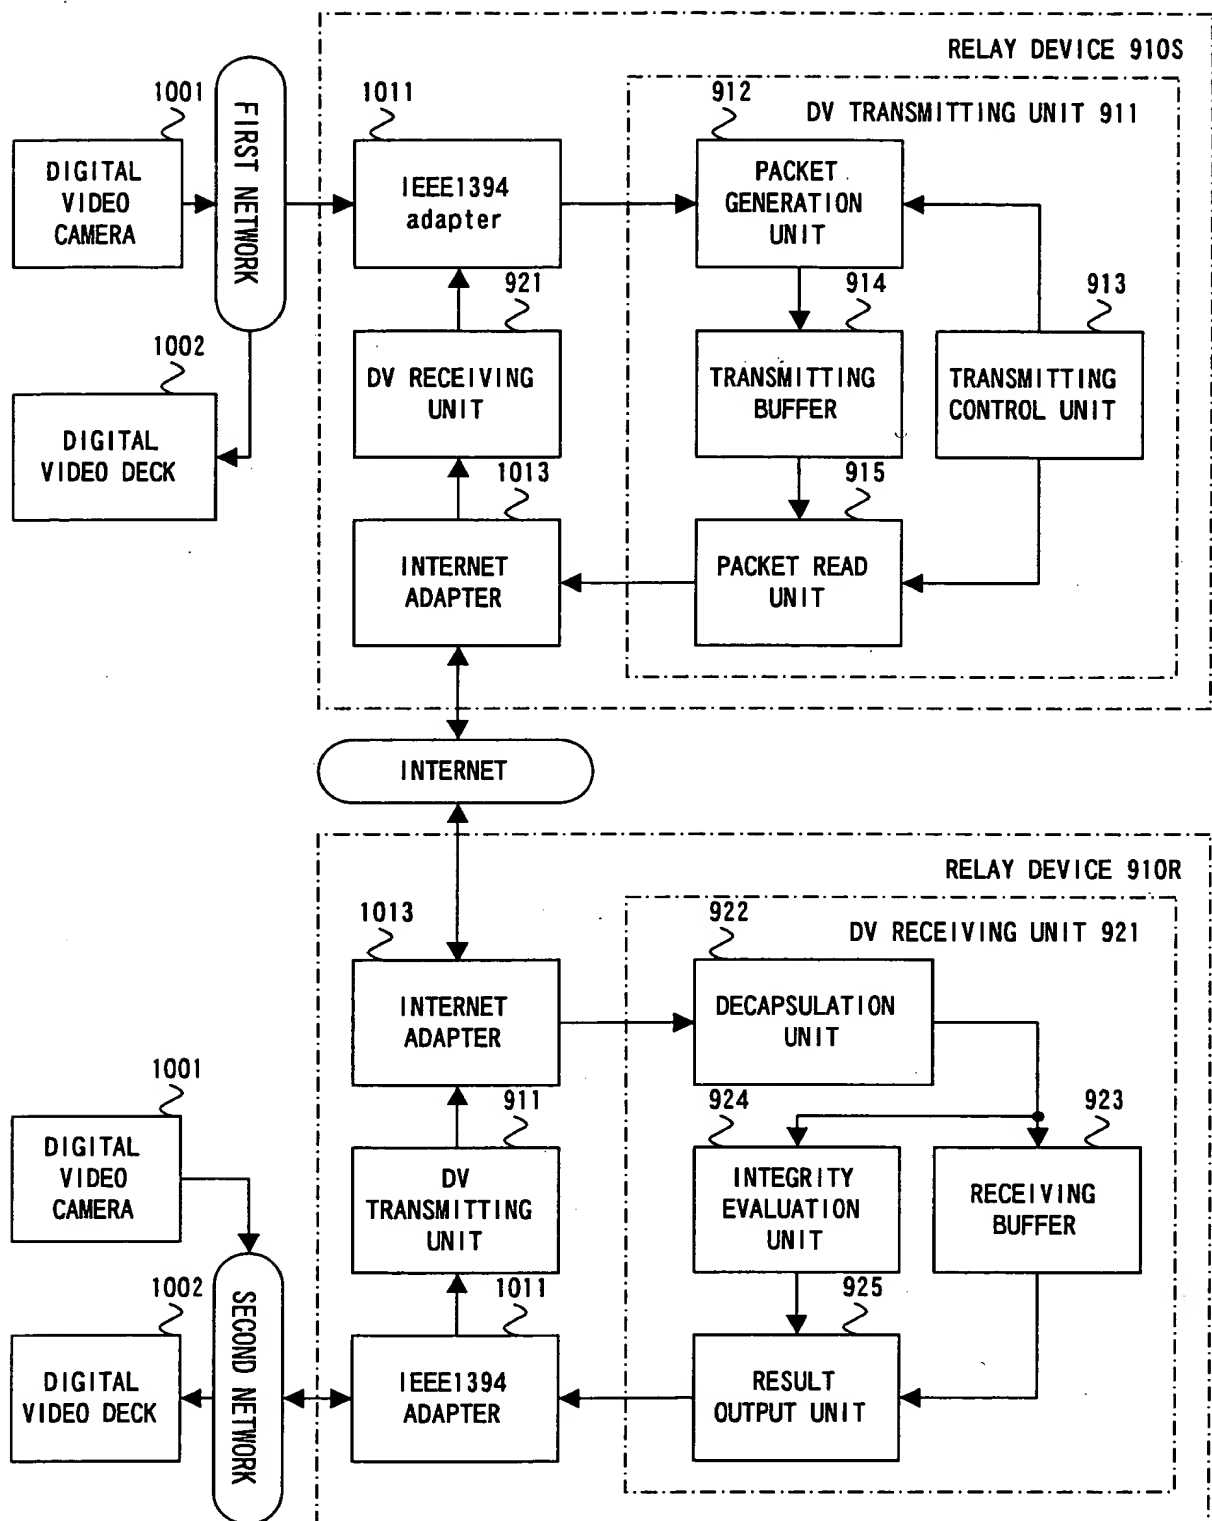 RELAY DEVICE 910S
1001
DIGITAL
VIDEO
CAMERA
FIRST NETWORK
1011
IEEE1394
adapter
912
DV TRANSMITTING UNIT 911
PACKET
GENERATION
UNIT
921
DV RECEIVING
UNIT
914
TRANSMITTING
BUFFER
913
TRANSMITTING
CONTROL UNIT
1002
DIGITAL
VIDEO DECK
1013
INTERNET
ADAPTER
915
PACKET READ
UNIT
INTERNET
RELAY DEVICE 910R
1013
INTERNET
ADAPTER
922
DV RECEIVING UNIT 921
DECAPSULATION
UNIT
1001
DIGITAL
VIDEO
CAMERA
911
DV
TRANSMITTING
UNIT
924
INTEGRITY
EVALUATION
UNIT
923
RECEIVING
BUFFER
1002
DIGITAL
VIDEO DECK
SECOND NETWORK
1011
IEEE1394
ADAPTER
925
RESULT
OUTPUT UNIT